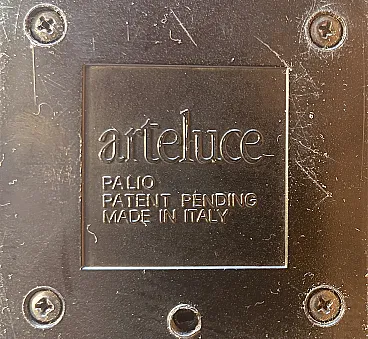 arteluce
PALIO
PATENT PENDING
MADE IN ITALY